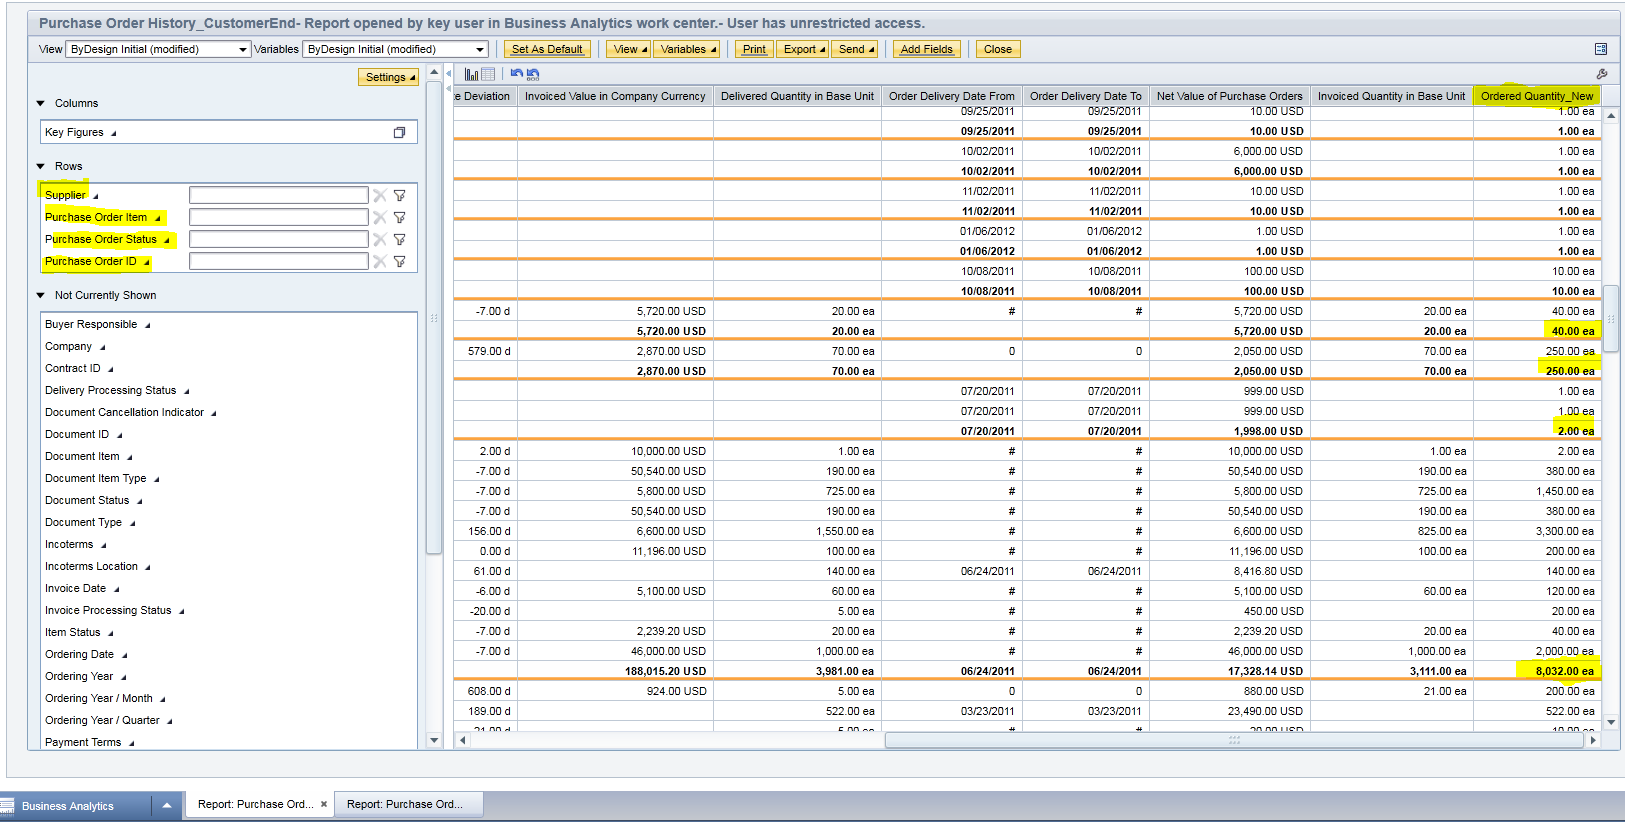 Purchase Order History_CustomerEnd- Report opened by key user in Business Analytics work center.- User has unrestricted access.
View ByDesign Initial (modified) Variables ByDesign Initial (modified) Set As Default View Variables Print Export Send Add Fields Close
Settings
Columns
Key Figures
Rows
Supplier
Purchase Order Item
Purchase Order Status
Purchase Order ID
Not Currently Shown
Buyer Responsible
Company
Contract ID
Delivery Processing Status
Document Cancellation Indicator
Document ID
Document Item
Document Item Type
Document Status
Document Type
Incoterms
Incoterms Location
Invoice Date
Invoice Processing Status
Item Status
Ordering Date
Ordering Year
Ordering Year / Month
Ordering Year / Quarter
Payment Terms
e Deviation Invoiced Value in Company Currency Delivered Quantity in Base Unit Order Delivery Date From Order Delivery Date To Net Value of Purchase Orders Invoiced Quantity in Base Unit Ordered Quantity_New
09/25/2011 09/25/2011 10.00 USD 1.00 ea
09/25/2011 09/25/2011 10.00 USD 1.00 ea
10/02/2011 10/02/2011 6,000.00 USD 1.00 ea
10/02/2011 10/02/2011 6,000.00 USD 1.00 ea
11/02/2011 11/02/2011 10.00 USD 1.00 ea
11/02/2011 11/02/2011 10.00 USD 1.00 ea
01/06/2012 01/06/2012 1.00 USD 1.00 ea
01/06/2012 01/06/2012 1.00 USD 1.00 ea
10/08/2011 10/08/2011 100.00 USD 10.00 ea
10/08/2011 10/08/2011 100.00 USD 10.00 ea
-7.00 d 5,720.00 USD 20.00 ea # # 5,720.00 USD 20.00 ea 40.00 ea
5,720.00 USD 20.00 ea 5,720.00 USD 20.00 ea 40.00 ea
579.00 d 2,870.00 USD 70.00 ea 0 0 2,050.00 USD 70.00 ea 250.00 ea
2,870.00 USD 70.00 ea 2,050.00 USD 70.00 ea 250.00 ea
07/20/2011 07/20/2011 999.00 USD 1.00 ea
07/20/2011 07/20/2011 999.00 USD 1.00 ea
07/20/2011 07/20/2011 1,998.00 USD 2.00 ea
2.00 d 10,000.00 USD 1.00 ea # # 10,000.00 USD 1.00 ea 2.00 ea
-7.00 d 50,540.00 USD 190.00 ea # # 50,540.00 USD 190.00 ea 380.00 ea
-7.00 d 5,800.00 USD 725.00 ea # # 5,800.00 USD 725.00 ea 1,450.00 ea
-7.00 d 50,540.00 USD 190.00 ea # # 50,540.00 USD 190.00 ea 380.00 ea
156.00 d 6,600.00 USD 1,550.00 ea # # 6,600.00 USD 825.00 ea 3,300.00 ea
0.00 d 11,196.00 USD 100.00 ea # # 11,196.00 USD 100.00 ea 200.00 ea
61.00 d 140.00 ea 06/24/2011 06/24/2011 8,416.80 USD 140.00 ea
-6.00 d 5,100.00 USD 60.00 ea # # 5,100.00 USD 60.00 ea 120.00 ea
-20.00 d 5.00 ea # # 450.00 USD 20.00 ea
-7.00 d 2,239.20 USD 20.00 ea # # 2,239.20 USD 20.00 ea 40.00 ea
-7.00 d 46,000.00 USD 1,000.00 ea # # 46,000.00 USD 1,000.00 ea 2,000.00 ea
188,015.20 USD 3,981.00 ea 06/24/2011 06/24/2011 17,328.14 USD 3,111.00 ea 8,032.00 ea
608.00 d 924.00 USD 5.00 ea 0 0 880.00 USD 21.00 ea 200.00 ea
189.00 d 522.00 ea 03/23/2011 03/23/2011 23,490.00 USD 522.00 ea
Business Analytics Report: Purchase Ord... × Report: Purchase Ord...